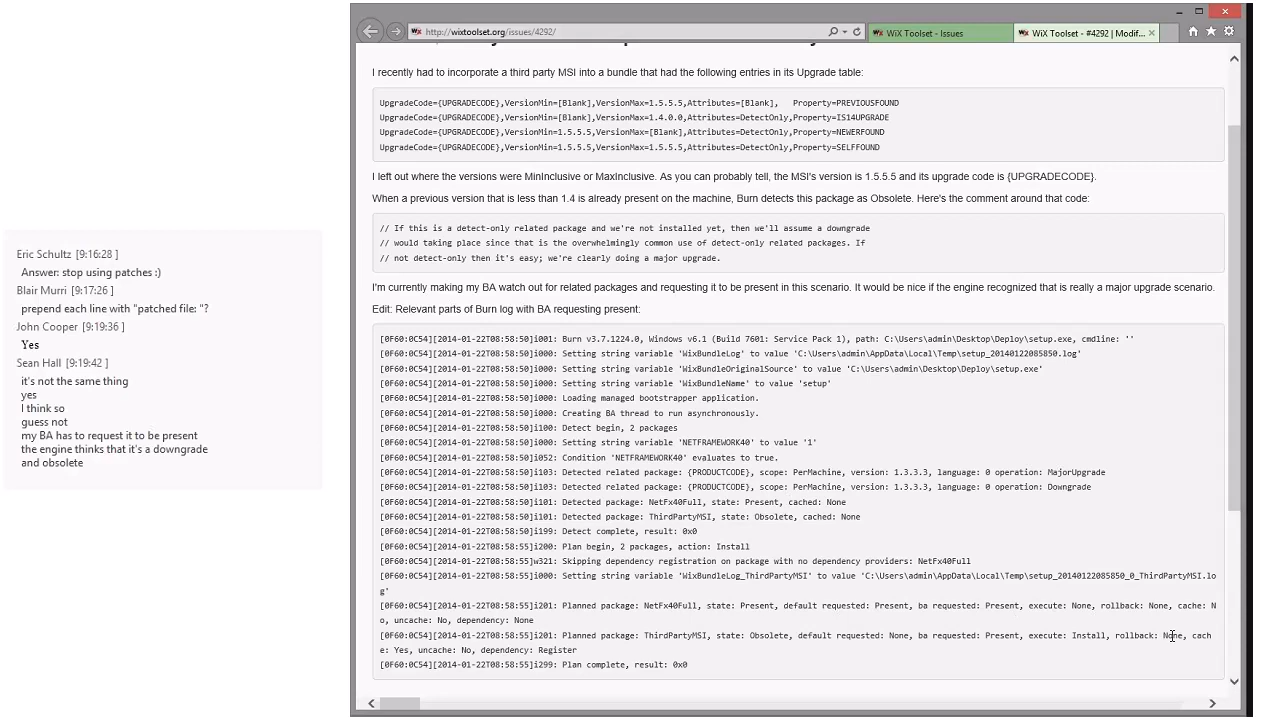 Eric Schultz [9:16:28 ]
Answer: stop using patches :)
Blair Murri [9:17:26 ]
prepend each line with "patched file: "?
John Cooper [9:19:36 ]
Yes
Sean Hall [9:19:42 ]
it's not the same thing
yes
I think so
guess not
my BA has to request it to be present
the engine thinks that it's a downgrade
and obsolete
http://wixtoolset.org/issues/4292/
WiX Toolset - Issues
WiX Toolset - #4292 | Modif...
I recently had to incorporate a third party MSI into a bundle that had the following entries in its Upgrade table:
UpgradeCode={UPGRADECODE},VersionMin=[Blank],VersionMax=1.5.5.5,Attributes=[Blank], Property=PREVIOUSFOUND
UpgradeCode={UPGRADECODE},VersionMin=[Blank],VersionMax=1.4.0.0,Attributes=DetectOnly,Property=IS14UPGRADE
UpgradeCode={UPGRADECODE},VersionMin=1.5.5.5,VersionMax=[Blank],Attributes=DetectOnly,Property=NEWERFOUND
UpgradeCode={UPGRADECODE},VersionMin=1.5.5.5,VersionMax=1.5.5.5,Attributes=DetectOnly,Property=SELFFOUND
I left out where the versions were MinInclusive or MaxInclusive. As you can probably tell, the MSI's version is 1.5.5.5 and its upgrade code is {UPGRADECODE}.
When a previous version that is less than 1.4 is already present on the machine, Burn detects this package as Obsolete. Here's the comment around that code:
// If this is a detect-only related package and we're not installed yet, then we'll assume a downgrade
// would taking place since that is the overwhelmingly common use of detect-only related packages. If
// not detect-only then it's easy; we're clearly doing a major upgrade.
I'm currently making my BA watch out for related packages and requesting it to be present in this scenario. It would be nice if the engine recognized that is really a major upgrade scenario.
Edit: Relevant parts of Burn log with BA requesting present:
[0F60:0C54][2014-01-22T08:58:50]i001: Burn v3.7.1224.0, Windows v6.1 (Build 7601: Service Pack 1), path: C:\Users\admin\Desktop\Deploy\setup.exe, cmdline: ''
[0F60:0C54][2014-01-22T08:58:50]i000: Setting string variable 'WixBundleLog' to value 'C:\Users\admin\AppData\Local\Temp\setup_20140122085850.log'
[0F60:0C54][2014-01-22T08:58:50]i000: Setting string variable 'WixBundleOriginalSource' to value 'C:\Users\admin\Desktop\Deploy\setup.exe'
[0F60:0C54][2014-01-22T08:58:50]i000: Setting string variable 'WixBundleName' to value 'setup'
[0F60:0C54][2014-01-22T08:58:50]i000: Loading managed bootstrapper application.
[0F60:0C54][2014-01-22T08:58:50]i000: Creating BA thread to run asynchronously.
[0F60:0C54][2014-01-22T08:58:50]i100: Detect begin, 2 packages
[0F60:0C54][2014-01-22T08:58:50]i000: Setting string variable 'NETFRAMEWORK40' to value '1'
[0F60:0C54][2014-01-22T08:58:50]i052: Condition 'NETFRAMEWORK40' evaluates to true.
[0F60:0C54][2014-01-22T08:58:50]i103: Detected related package: {PRODUCTCODE}, scope: PerMachine, version: 1.3.3.3, language: 0 operation: MajorUpgrade
[0F60:0C54][2014-01-22T08:58:50]i103: Detected related package: {PRODUCTCODE}, scope: PerMachine, version: 1.3.3.3, language: 0 operation: Downgrade
[0F60:0C54][2014-01-22T08:58:50]i101: Detected package: NetFx40Full, state: Present, cached: None
[0F60:0C54][2014-01-22T08:58:50]i101: Detected package: ThirdPartyMSI, state: Obsolete, cached: None
[0F60:0C54][2014-01-22T08:58:50]i199: Detect complete, result: 0x0
[0F60:0C54][2014-01-22T08:58:55]i200: Plan begin, 2 packages, action: Install
[0F60:0C54][2014-01-22T08:58:55]w321: Skipping dependency registration on package with no dependency providers: NetFx40Full
[0F60:0C54][2014-01-22T08:58:55]i000: Setting string variable 'WixBundleLog_ThirdPartyMSI' to value 'C:\Users\admin\AppData\Local\Temp\setup_20140122085850_0_ThirdPartyMSI.lo
g'
[0F60:0C54][2014-01-22T08:58:55]i201: Planned package: NetFx40Full, state: Present, default requested: Present, ba requested: Present, execute: None, rollback: None, cache: N
o, uncache: No, dependency: None
[0F60:0C54][2014-01-22T08:58:55]i201: Planned package: ThirdPartyMSI, state: Obsolete, default requested: None, ba requested: Present, execute: Install, rollback: None, cach
e: Yes, uncache: No, dependency: Register
[0F60:0C54][2014-01-22T08:58:55]i299: Plan complete, result: 0x0